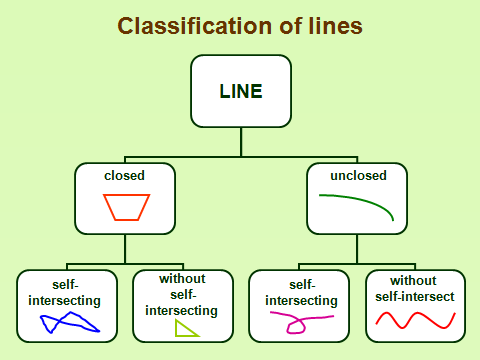 Classification of lines
LINE
closed
unclosed
self-
intersecting
without
self-
intersecting
self-
intersecting
without
self-intersect